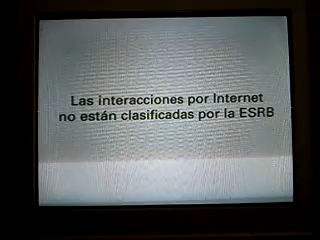 Las interacciones por Internet
no están clasificadas por la ESRB